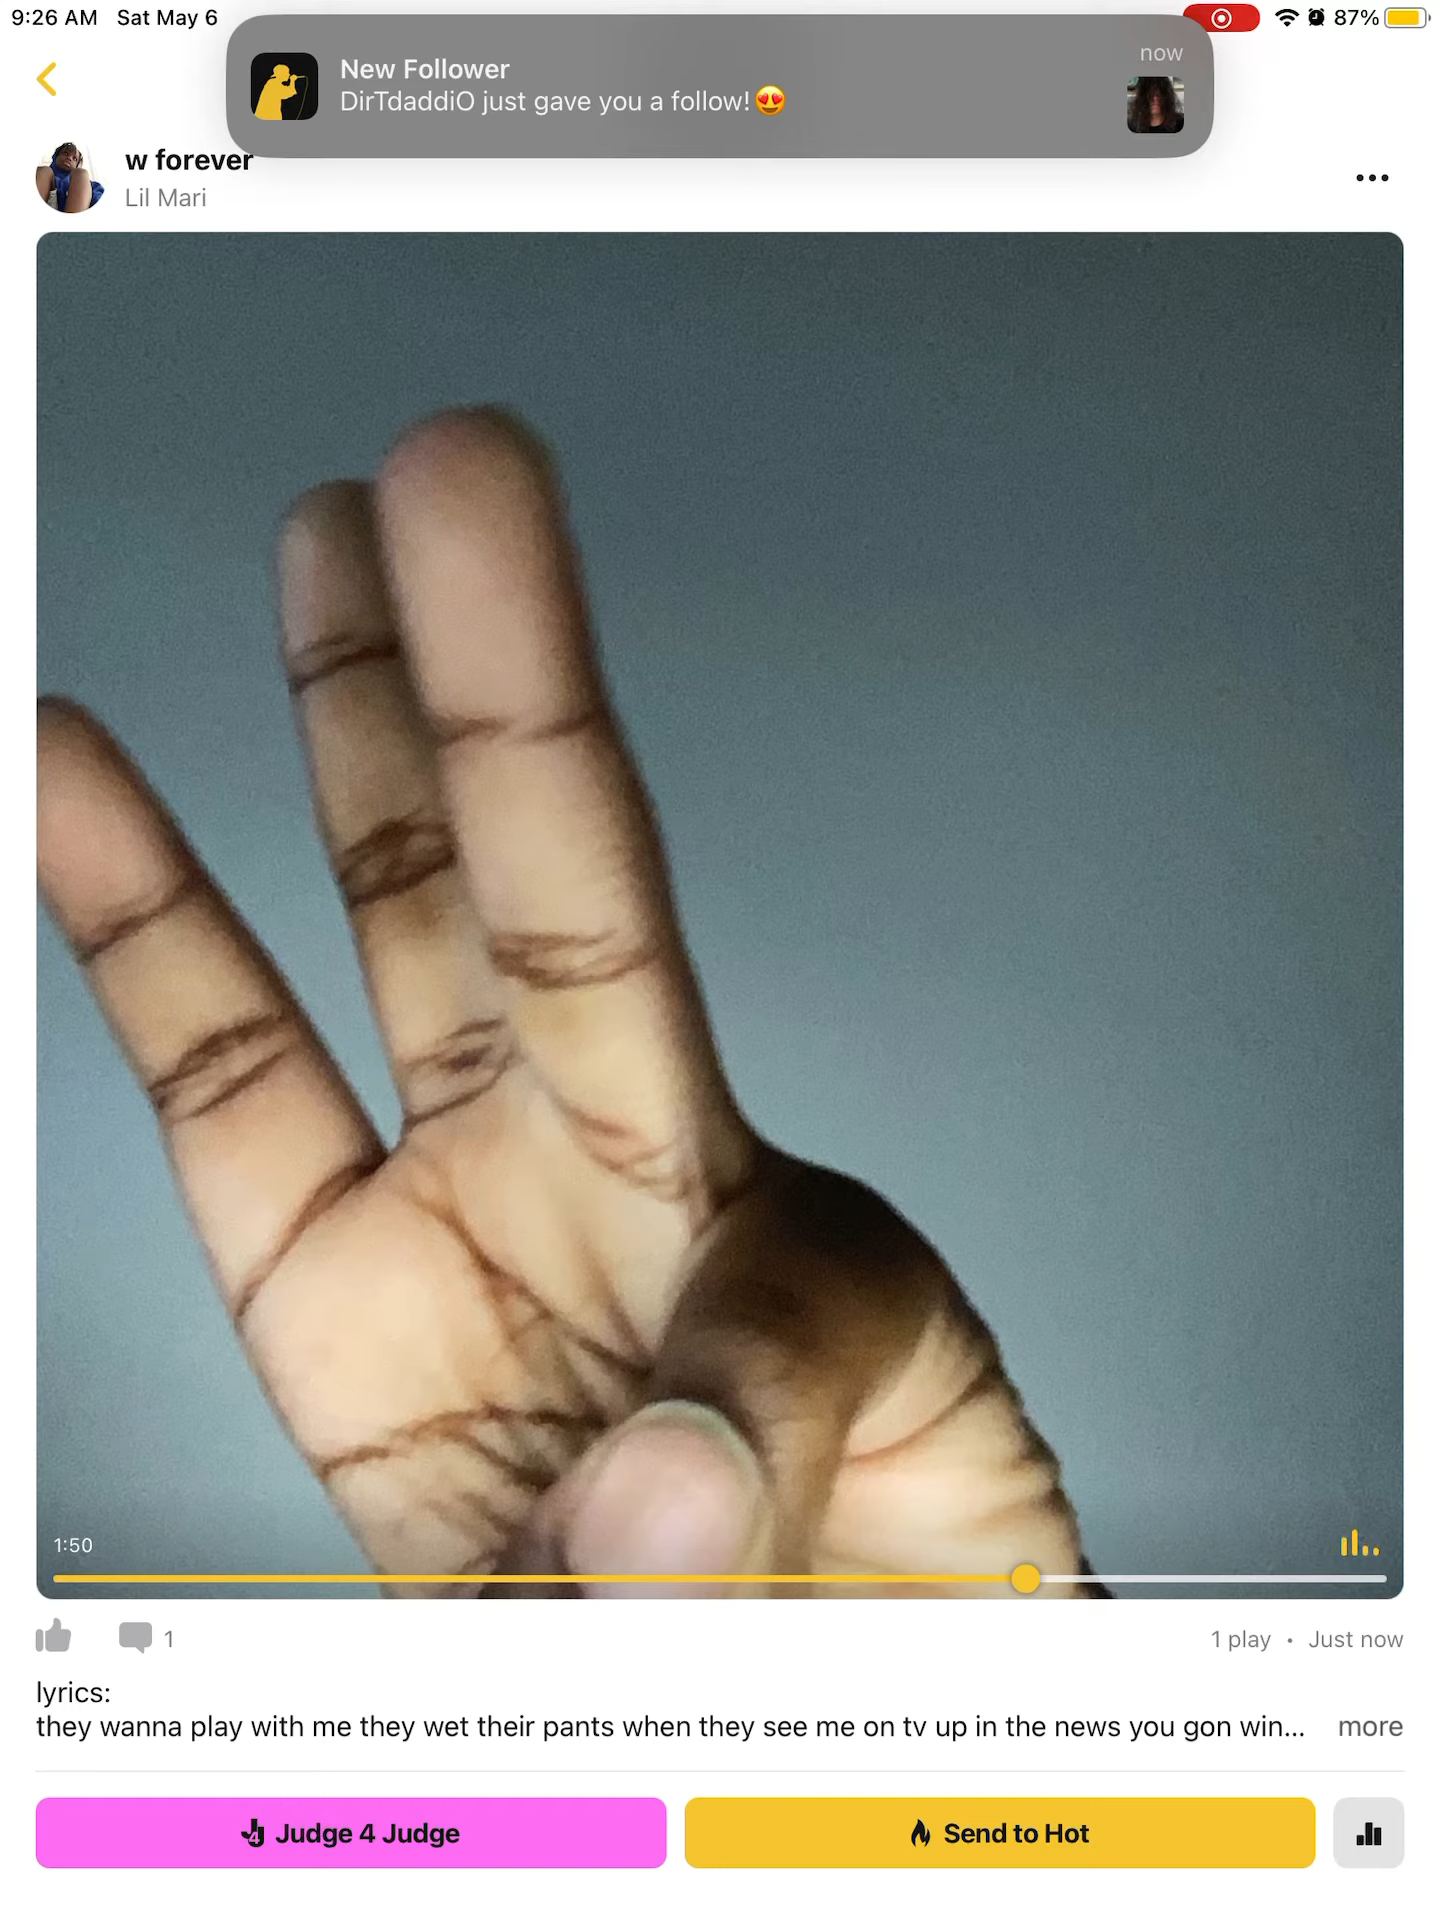 9:26 AM Sat May 6
87%
New Follower
now
DirTdaddiO just gave you a follow!😍
w forever
Lil Mari
1:50
1
1 play • Just now
lyrics:
they wanna play with me they wet their pants when they see me on tv up in the news you gon win... more
Judge 4 Judge
Send to Hot